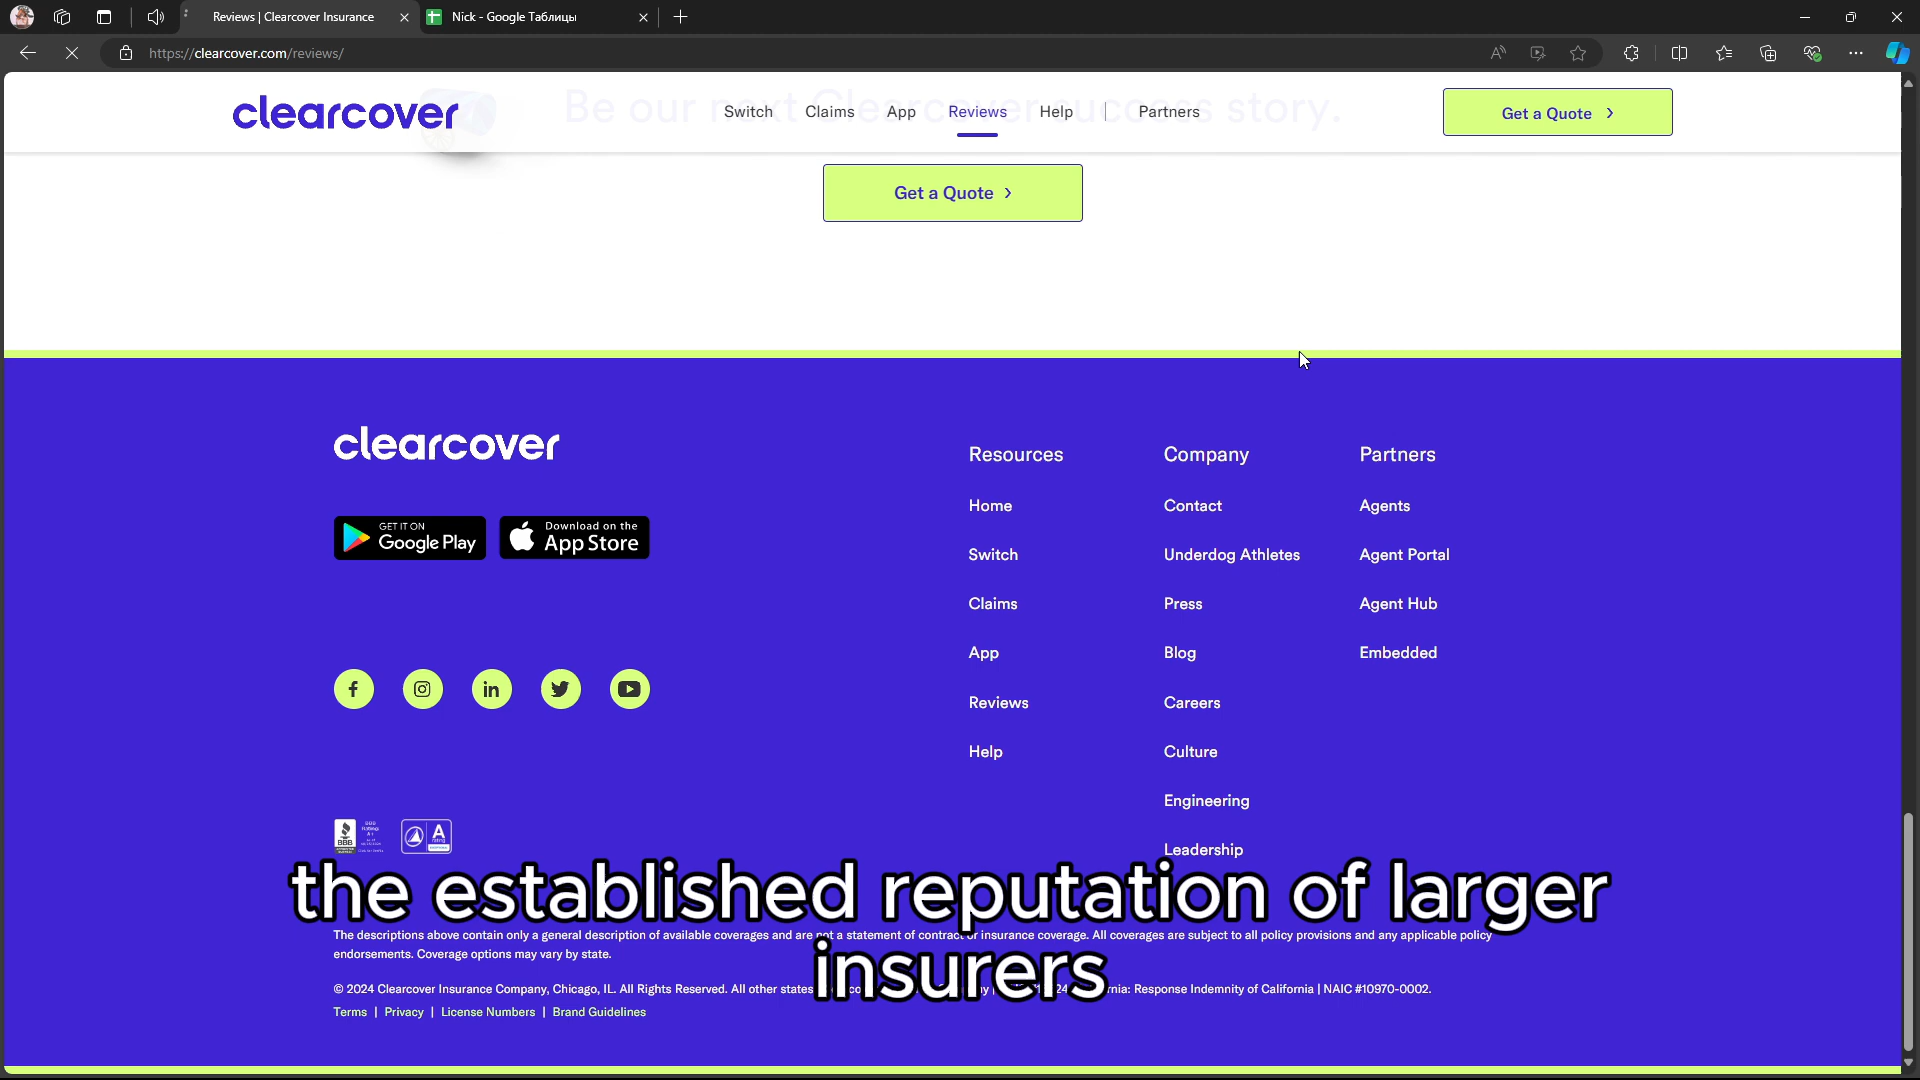 Reviews | Clearcover Insurance
Nick - Google Таблицы
https://clearcover.com/reviews/
clearcover
Be our next Clearcover success story.
Switch
Claims
App
Reviews
Help
Partners
Get a Quote
Get a Quote
clearcover
GET IT ON
Google Play
Download on the
App Store
Resources
Home
Switch
Claims
App
Reviews
Help
Company
Contact
Underdog Athletes
Press
Blog
Careers
Culture
Engineering
Leadership
Partners
Agents
Agent Portal
Agent Hub
Embedded
BBB
A
the established reputation of larger
insurers
The descriptions above contain only a general description of available coverages and are not a statement of contract or insurance coverage. All coverages are subject to all policy provisions and any applicable policy
endorsements. Coverage options may vary by state.
© 2024 Clearcover Insurance Company, Chicago, IL. All Rights Reserved. All other states Response Indemnity of California | NAIC #10970-0002.
Terms | Privacy | License Numbers | Brand Guidelines